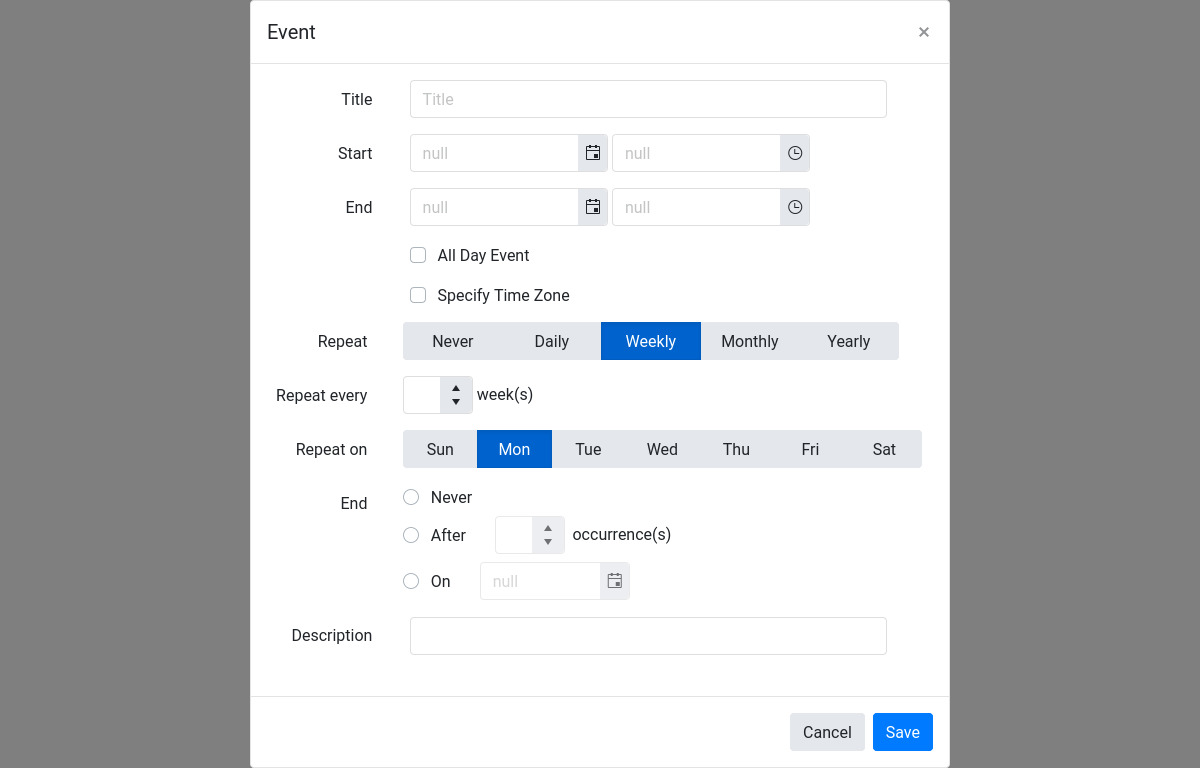 Event ×
Title Title
Start null null
End null null
All Day Event
Specify Time Zone
Repeat Never Daily Weekly Monthly Yearly
Repeat every week(s)
Repeat on Sun Mon Tue Wed Thu Fri Sat
End Never
After occurrence(s)
On null
Description
Cancel Save